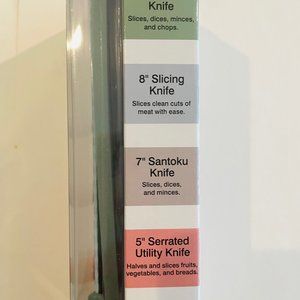 Knife
Slices, dices, minces,
and chops.
8" Slicing
Knife
Slices clean cuts of
meat with ease.
7" Santoku
Knife
Slices, dices,
and minces.
5" Serrated
Utility Knife
Halves and slices fruits,
vegetables, and breads.